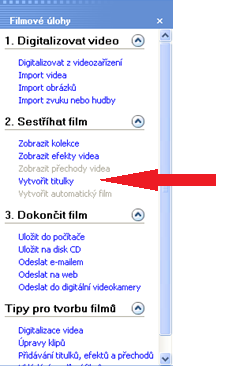 Filmové úlohy
1. Digitalizovat video
Digitalizovat z videozařízení
Import videa
Import obrázků
Import zvuku nebo hudby
2. Sestříhat film
Zobrazit kolekce
Zobrazit efekty videa
Zobrazit přechody videa
Vytvořit titulky
Vytvořit automatický film
3. Dokončit film
Uložit do počítače
Uložit na disk CD
Odeslat e-mailem
Odeslat na web
Odeslat do digitální videokamery
Tipy pro tvorbu filmů
Digitalizace videa
Úpravy klipů
Přidávání titulků, efektů a přechodů